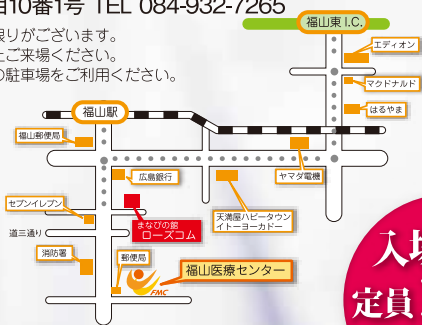 目10番1号 TEL 084-932-7265
限りがございます。
ご来場ください。
の駐車場をご利用ください。
福山東I.C.
エディオン
マクドナルド
はるやま
福山駅
福山郵便局
広島銀行
ヤマダ電機
セブンイレブン
まなびの館
ローズコム
天満屋ハピータウン
イトーヨーカドー
道三通り
消防署
郵便局
福山医療センター
FMC
入場
定員